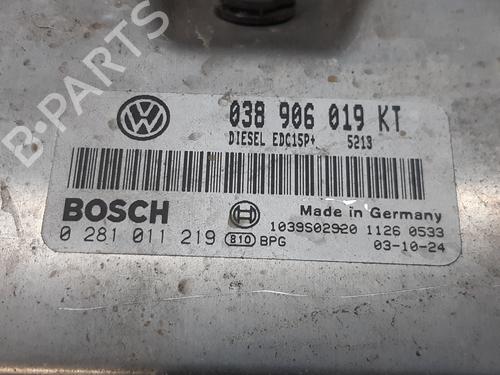 038 906 019 KT
DIESEL EDC15P+ 5213
BOSCH
Made in Germany
1039S02920 1126 0533
0 281 011 219 810 BPG
03-10-24
B-PARTS